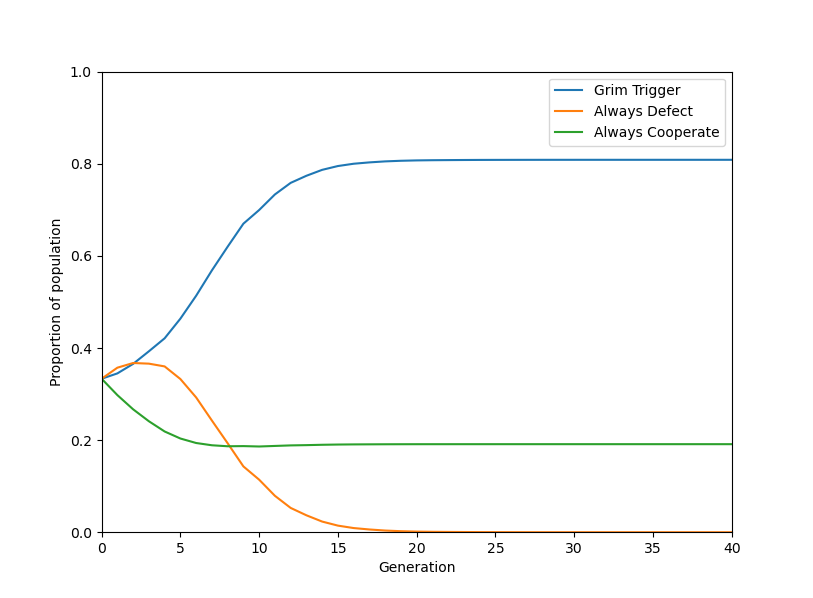 Grim Trigger
Always Defect
Always Cooperate
1.0
0.8
0.6
0.4
0.2
0.0
Proportion of population
0 5 10 15 20 25 30 35 40
Generation